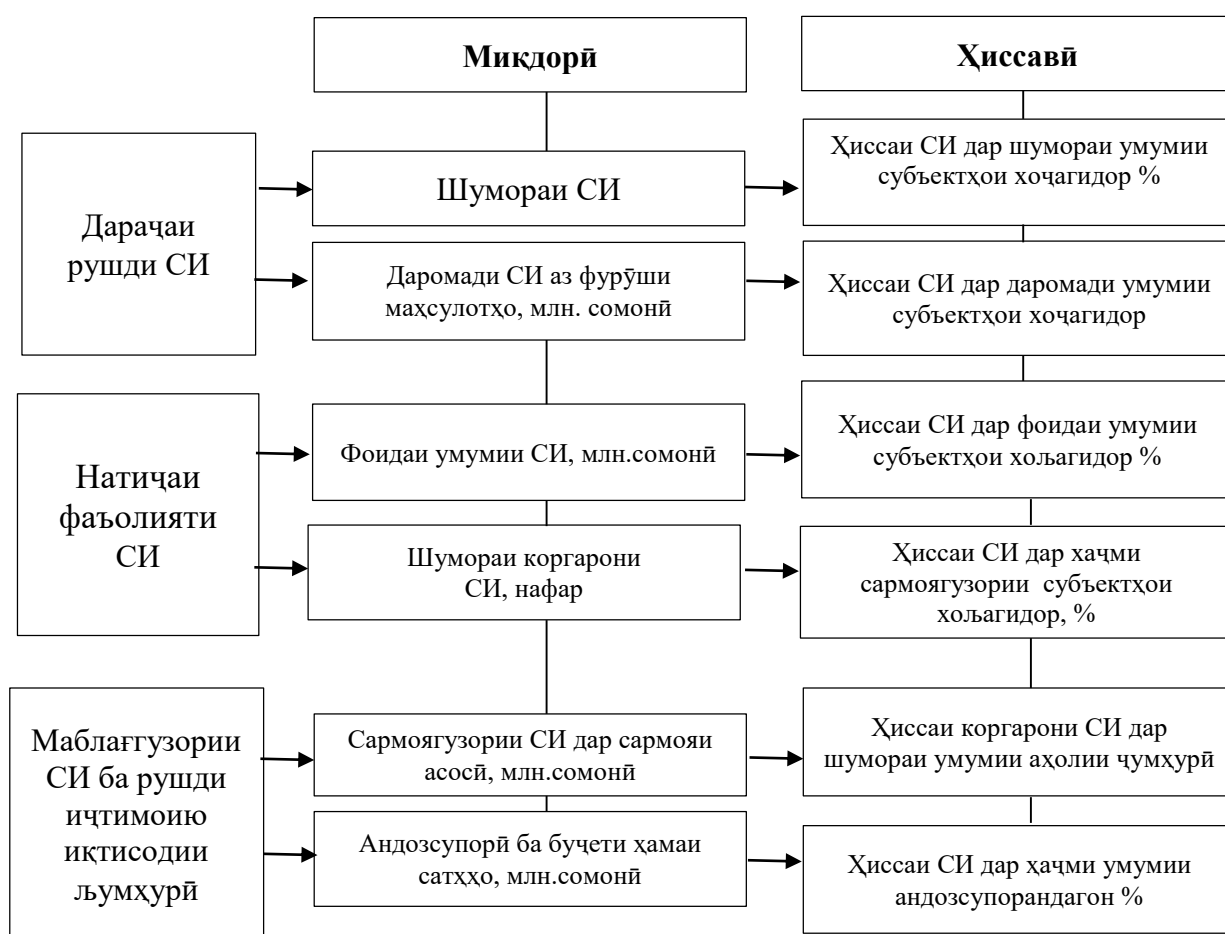 Миқдорӣ
Ҳиссавӣ
Дараҷаи
рушди СИ
Шумораи СИ
Ҳиссаи СИ дар шумораи умумии
субъектҳои хоҷагидор %
Даромади СИ аз фурӯши
маҳсулотҳо, млн. сомонӣ
Ҳиссаи СИ дар даромади умумии
субъектҳои хоҷагидор
Натиҷаи
фаъолияти
СИ
Фоидаи умумии СИ, млн.сомонӣ
Ҳиссаи СИ дар фоидаи умумии
субъектҳои хољагидор %
Шумораи коргарони
СИ, нафар
Ҳиссаи СИ дар хаҷми
сармоягузории субъектҳои
хољагидор, %
Маблағгузории
СИ ба рушди
иҷтимоию
иқтисодии
љумҳурӣ
Сармоягузории СИ дар сармояи
асосӣ, млн.сомонӣ
Ҳиссаи коргарони СИ дар
шумораи умумии аҳолии ҷумҳурӣ
Андозсупорӣ ба буҷети ҳамаи
сатҳҳо, млн.сомонӣ
Ҳиссаи СИ дар ҳаҷми умумии
андозсупорандагон %